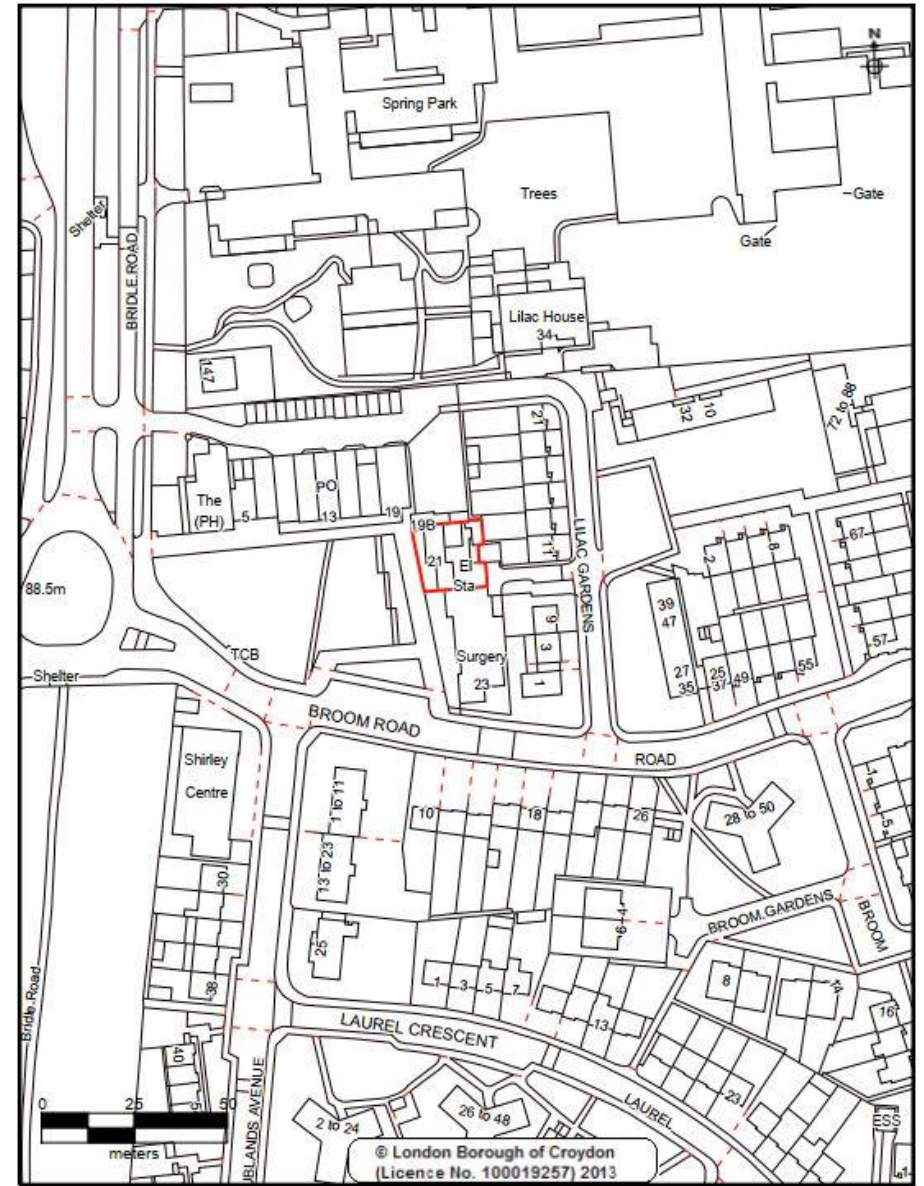 N
Spring Park
Trees
Gate
Gate
Shelter
BRIDLE ROAD
Lilac House
34
147
21
32
10
72 to 88
The
(PH)
5
PO
13
19
19B
21
El
Sta
11
LILAC GARDENS
2
8
67
88.5m
39
47
9
3
1
27
35
25
37
49
55
57
Surgery
23
TCB
Shelter
BROOM ROAD
ROAD
Shirley
Centre
1 to 11
10
18
26
28 to 50
1
5
13 to 23
30
25
38
1
3
5
7
6
4
BROOM GARDENS
BROOM
8
14
13
16
Bridle Road
LAUREL CRESCENT
40
23
LAUREL
2 to 24
26 to 48
ESS
UBLANDS AVENUE
0
25
50
meters
© London Borough of Croydon
(Licence No. 100019257) 2013